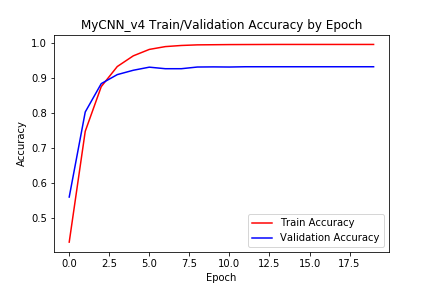 MyCNN_v4 Train/Validation Accuracy by Epoch
1.0
0.9
0.8
0.7
0.6
0.5
Accuracy
Train Accuracy
Validation Accuracy
0.0 2.5 5.0 7.5 10.0 12.5 15.0 17.5
Epoch